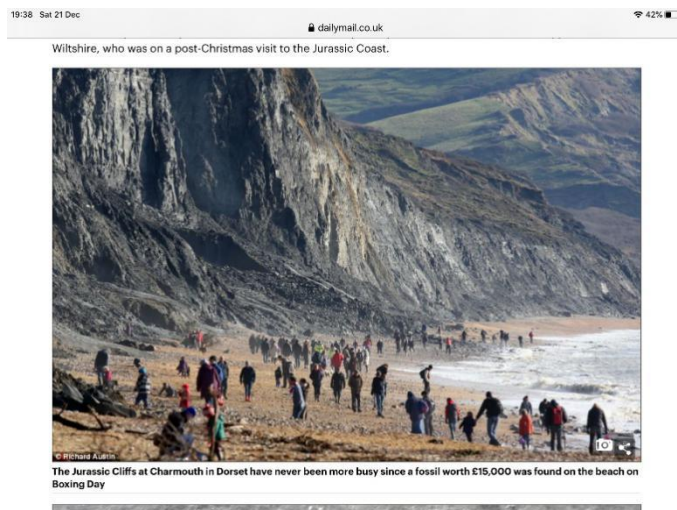 19:38 Sat 21 Dec
42%
dailymail.co.uk
Wiltshire, who was on a post-Christmas visit to the Jurassic Coast.
© Richard Austin
The Jurassic Cliffs at Charmouth in Dorset have never been more busy since a fossil worth £15,000 was found on the beach on
Boxing Day